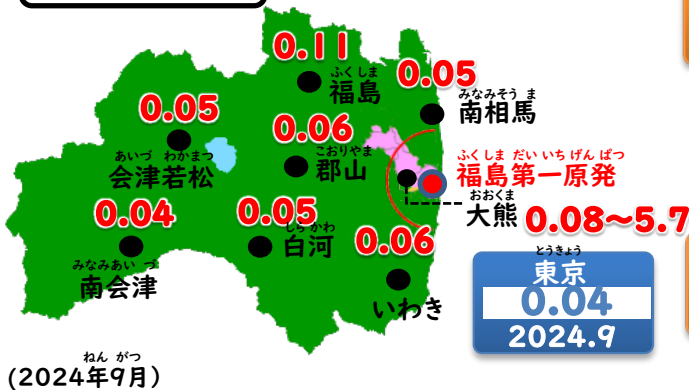 0.11
ふくしま
福島
0.05
みなみそうま
南相馬
0.05
あいづ わかまつ
会津若松
0.06
こおりやま
郡山
ふくしま だい いち げん ぱつ
福島第一原発
おおくま
大熊 0.08～5.7
0.04
みなみあいづ
南会津
0.05
しらかわ
白河
0.06
いわき
とうきょう
東京
0.04
2024.9
ねん がつ
(2024年9月)